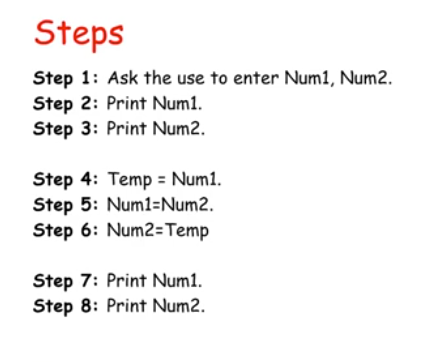 Steps
Step 1: Ask the use to enter Num1, Num2.
Step 2: Print Num1.
Step 3: Print Num2.
Step 4: Temp = Num1.
Step 5: Num1=Num2.
Step 6: Num2=Temp
Step 7: Print Num1.
Step 8: Print Num2.